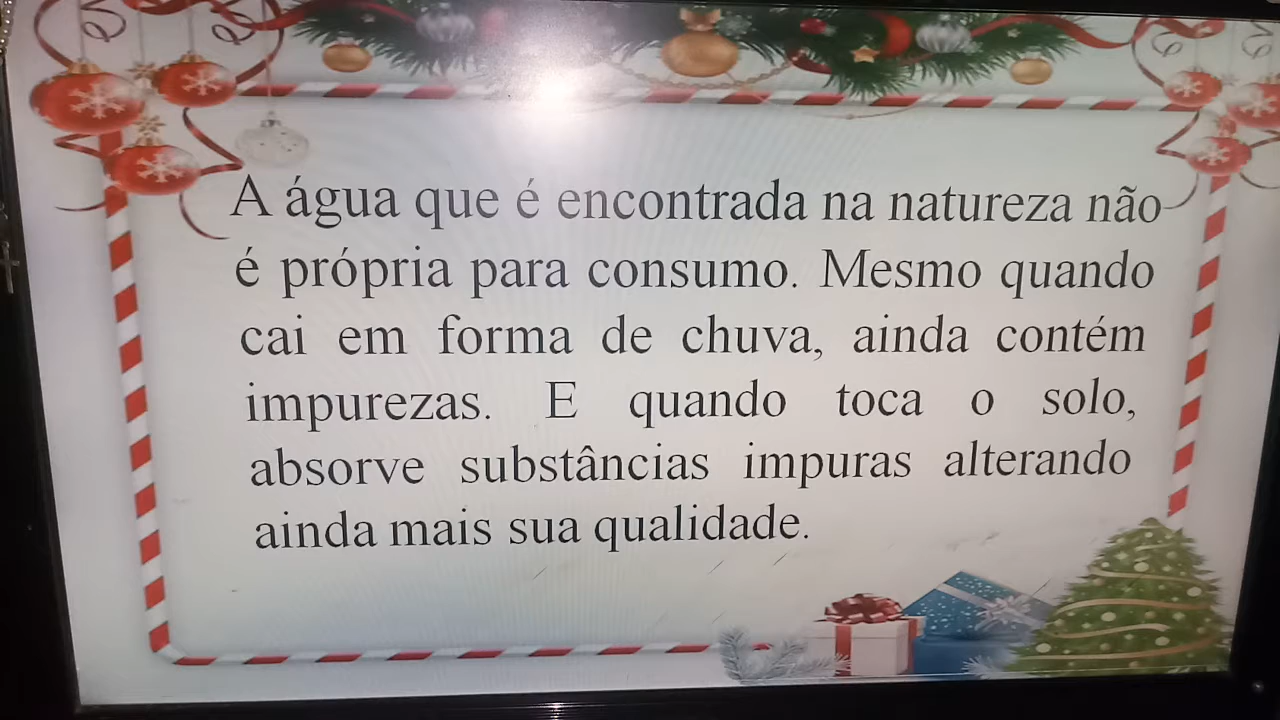 A água que é encontrada na natureza não
é própria para consumo. Mesmo quando
cai em forma de chuva, ainda contém
impurezas. E quando toca o solo,
absorve substâncias impuras alterando
ainda mais sua qualidade.